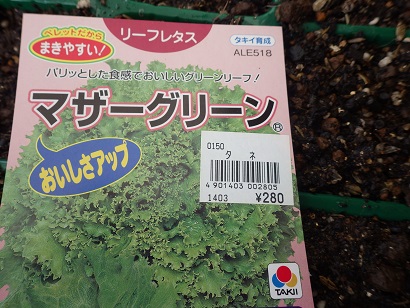 ペレットだから
まきやすい!
リーフレタス
タキイ育成
ALE518
パリッとした食感でおいしいグリーンリーフ!
マザーグリーン®
おいしさアップ
0150
タネ
4 901403 002805
1403 ¥280
TAKII